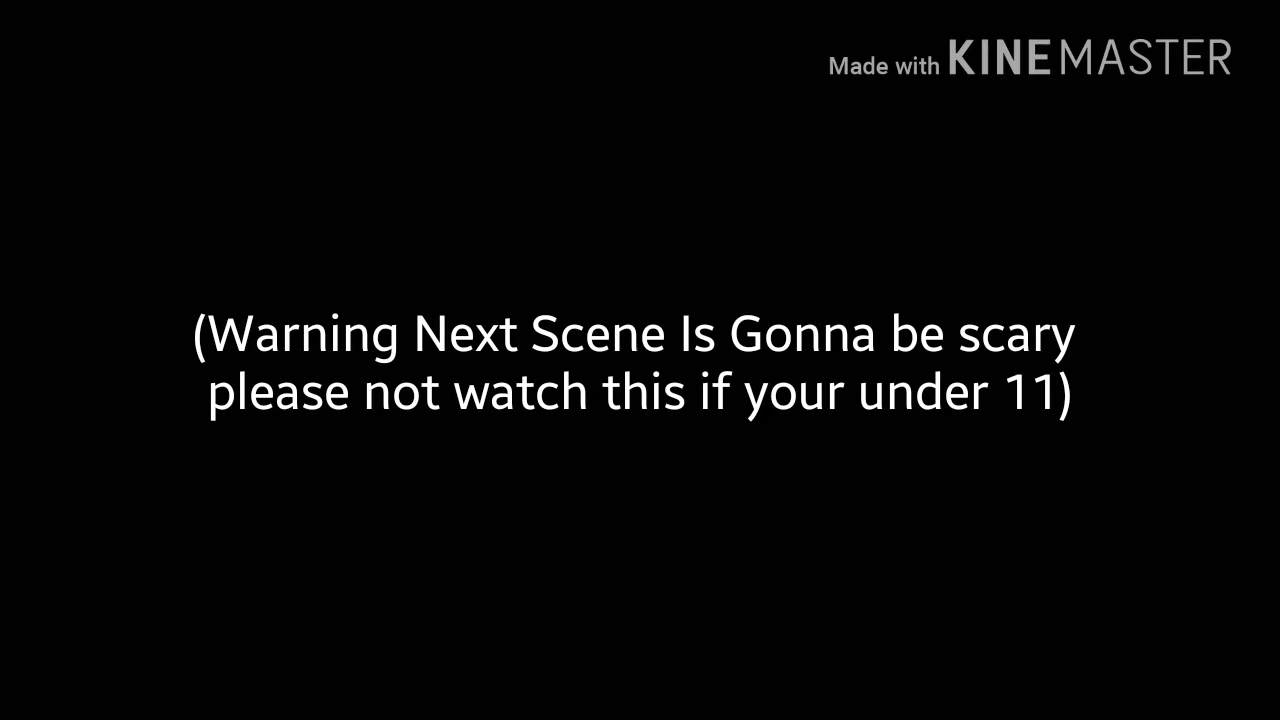 Made with KINEMASTER
(Warning Next Scene Is Gonna be scary
please not watch this if your under 11)